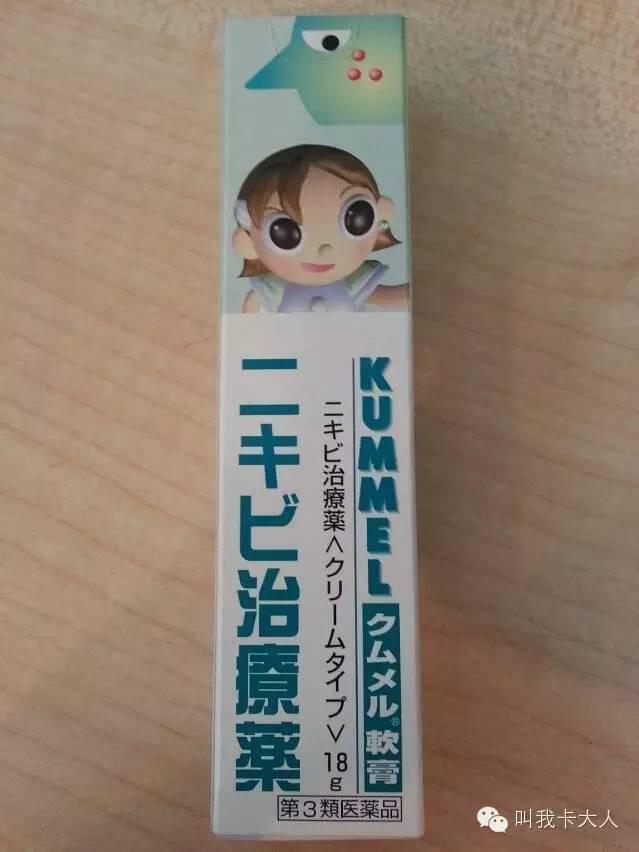 KUMMEL クムメル®軟膏
ニキビ治療薬<クリームタイプ>18g
ニキビ治療薬
第3類医薬品
叫我卡大人